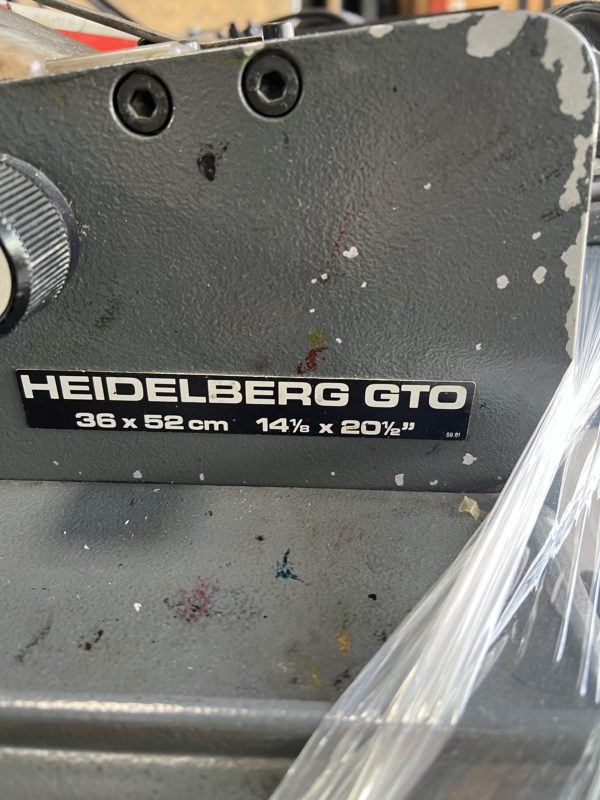 HEIDELBERG GTO
36 x 52 cm 14⅛ x 20½"